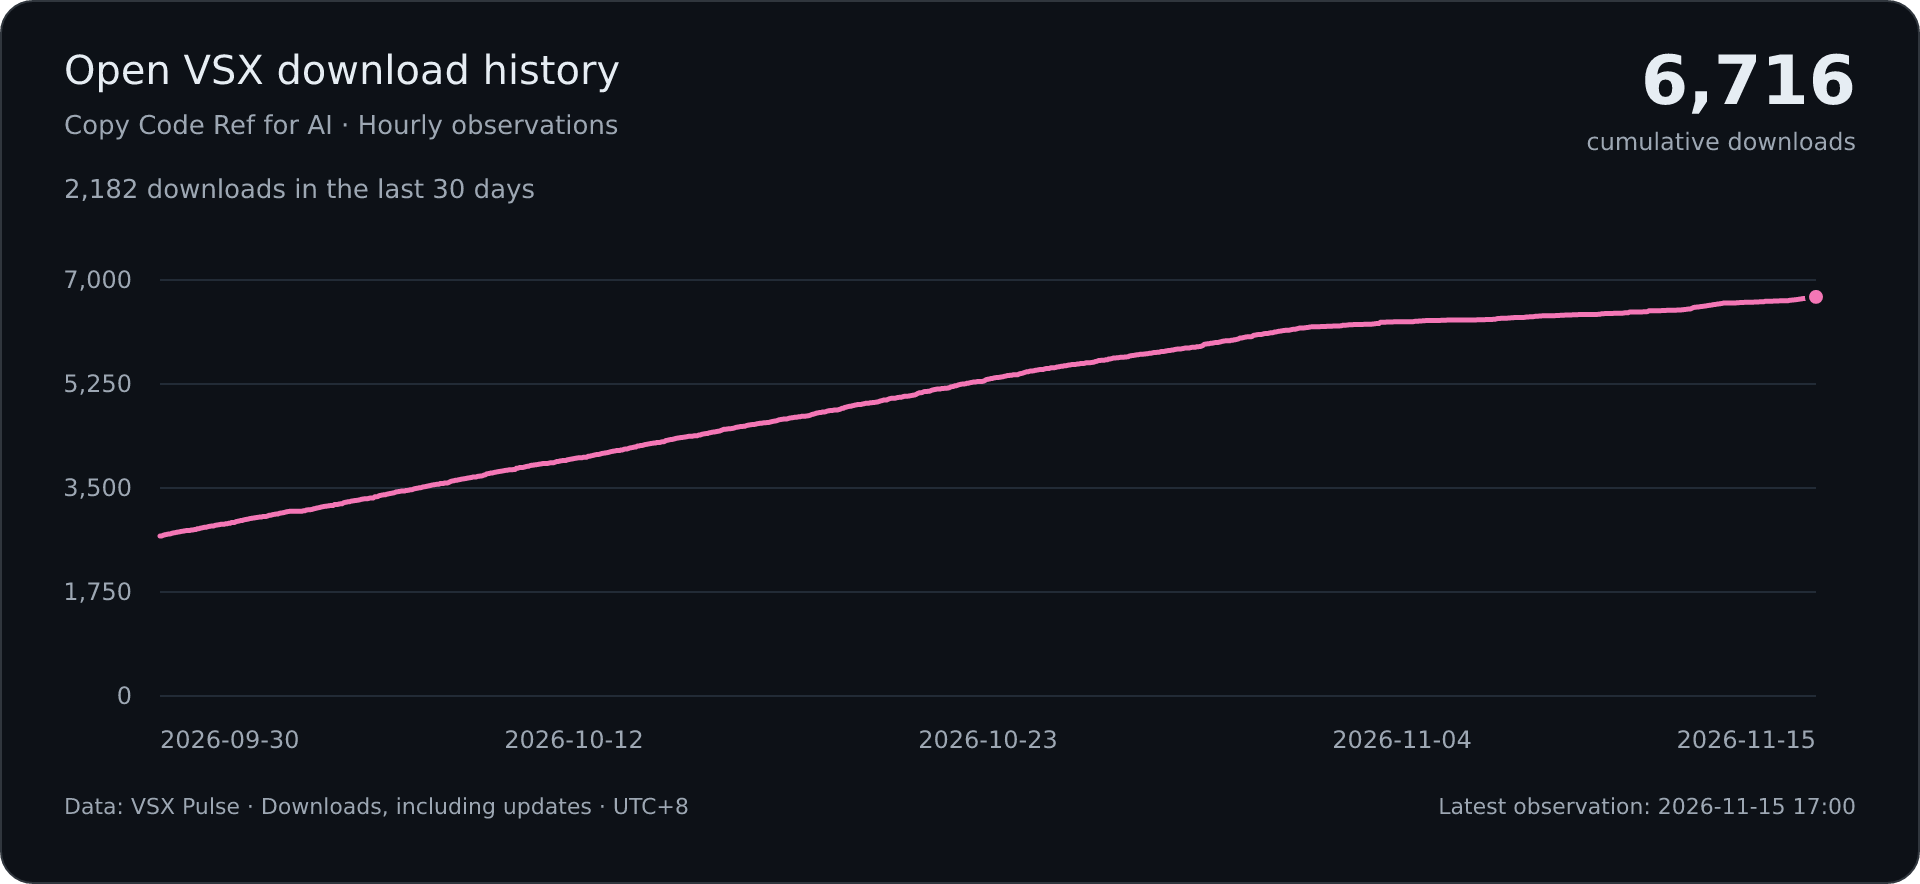 Open VSX download history
Copy Code Ref for AI · Hourly observations
2,182 downloads in the last 30 days
6,716
cumulative downloads
7,000
5,250
3,500
1,750
0
2026-09-30
2026-10-12
2026-10-23
2026-11-04
2026-11-15
Data: VSX Pulse · Downloads, including updates · UTC+8
Latest observation: 2026-11-15 17:00